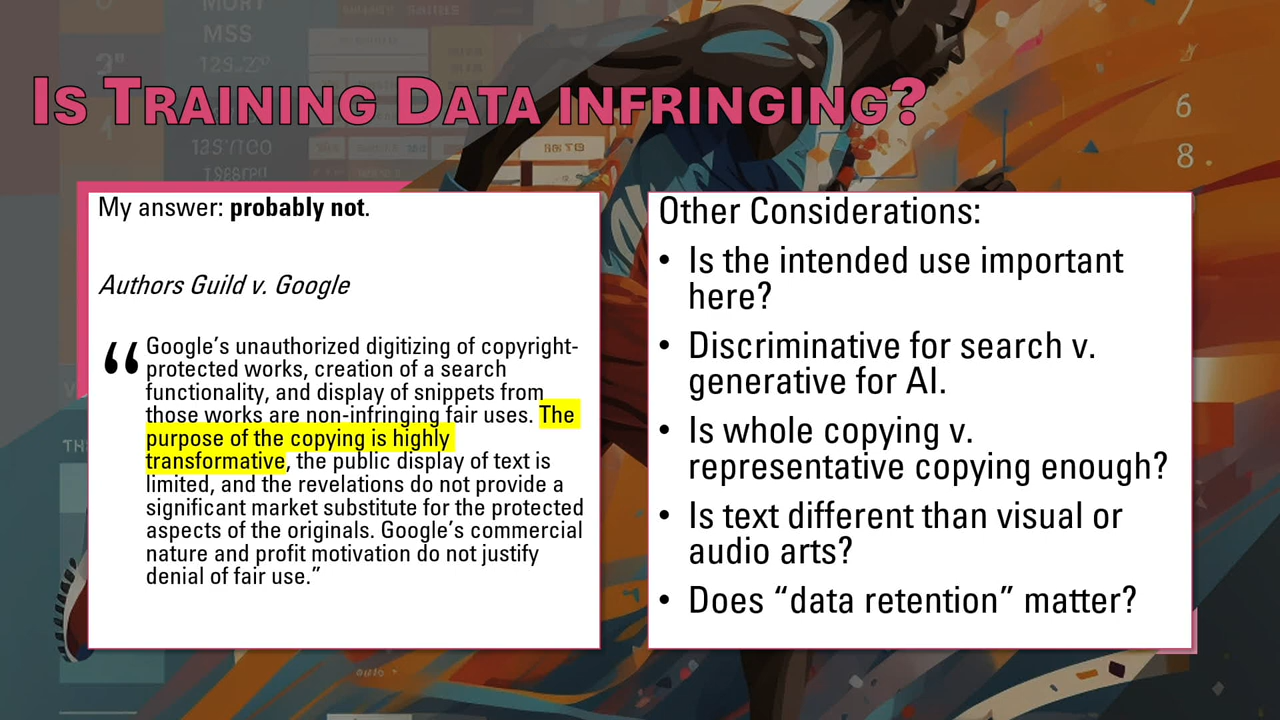 Is Training Data infringing?
My answer: probably not.
Authors Guild v. Google
“Google’s unauthorized digitizing of copyright-
protected works, creation of a search
functionality, and display of snippets from
those works are non-infringing fair uses. The
purpose of the copying is highly
transformative, the public display of text is
limited, and the revelations do not provide a
significant market substitute for the protected
aspects of the originals. Google’s commercial
nature and profit motivation do not justify
denial of fair use.”
Other Considerations:
• Is the intended use important
here?
• Discriminative for search v.
generative for AI.
• Is whole copying v.
representative copying enough?
• Is text different than visual or
audio arts?
• Does “data retention” matter?
MSS
6
8.